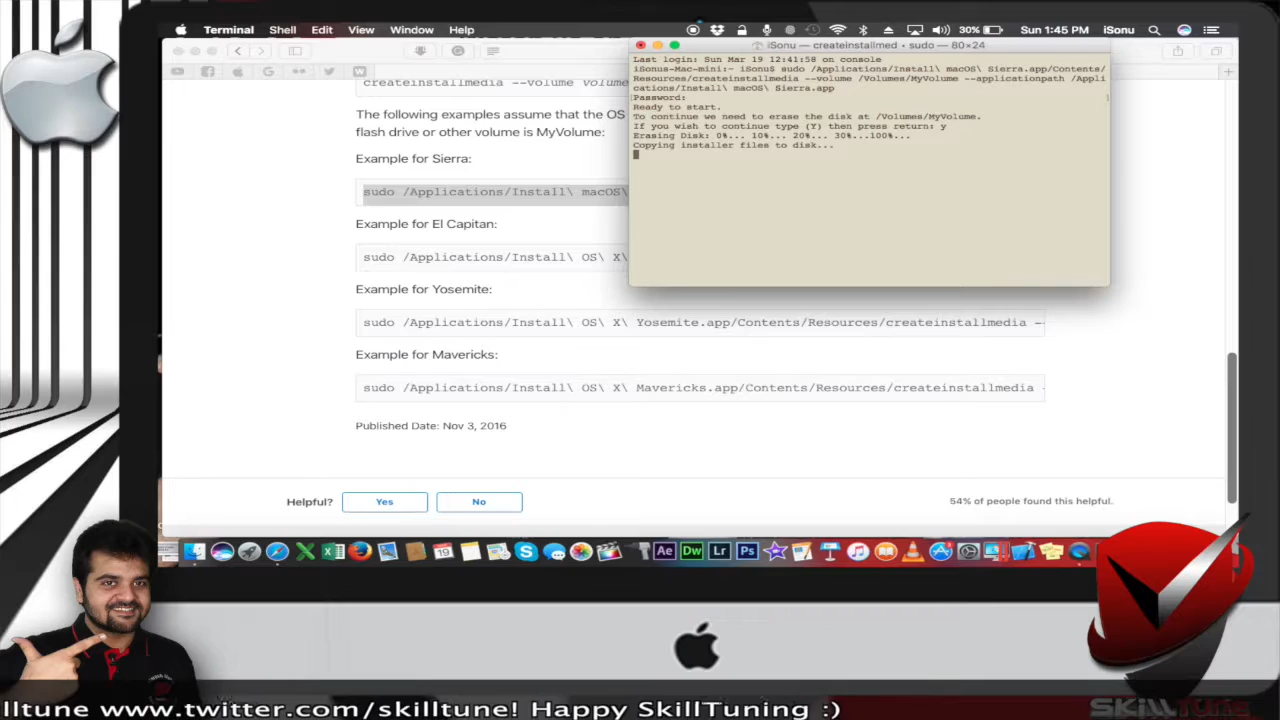 Terminal Shell Edit View Window Help 30% Sun 1:45 PM iSonu
iSonu — createinstallmed • sudo — 80×24
Last login: Sun Mar 19 12:41:58 on console
iSonus-Mac-mini:~ iSonu$ sudo /Applications/Install\ macOS\ Sierra.app/Contents/
Resources/createinstallmedia --volume /Volumes/MyVolume --applicationpath /Appli
cations/Install\ macOS\ Sierra.app
Password:
Ready to start.
To continue we need to erase the disk at /Volumes/MyVolume.
If you wish to continue type (Y) then press return: y
Erasing Disk: 0%... 10%... 20%... 30%...100%...
Copying installer files to disk...
createinstallmedia --volume Volume
The following examples assume that the OS
flash drive or other volume is MyVolume:
Example for Sierra:
sudo /Applications/Install\ macOS\
Example for El Capitan:
sudo /Applications/Install\ OS\ X\
Example for Yosemite:
sudo /Applications/Install\ OS\ X\ Yosemite.app/Contents/Resources/createinstallmedia -
Example for Mavericks:
sudo /Applications/Install\ OS\ X\ Mavericks.app/Contents/Resources/createinstallmedia
Published Date: Nov 3, 2016
Helpful? Yes No 54% of people found this helpful.
19 Ae Dw Lr Ps
lltune www.twitter.com/skilltune! Happy SkillTuning :)
SKILLTUNE